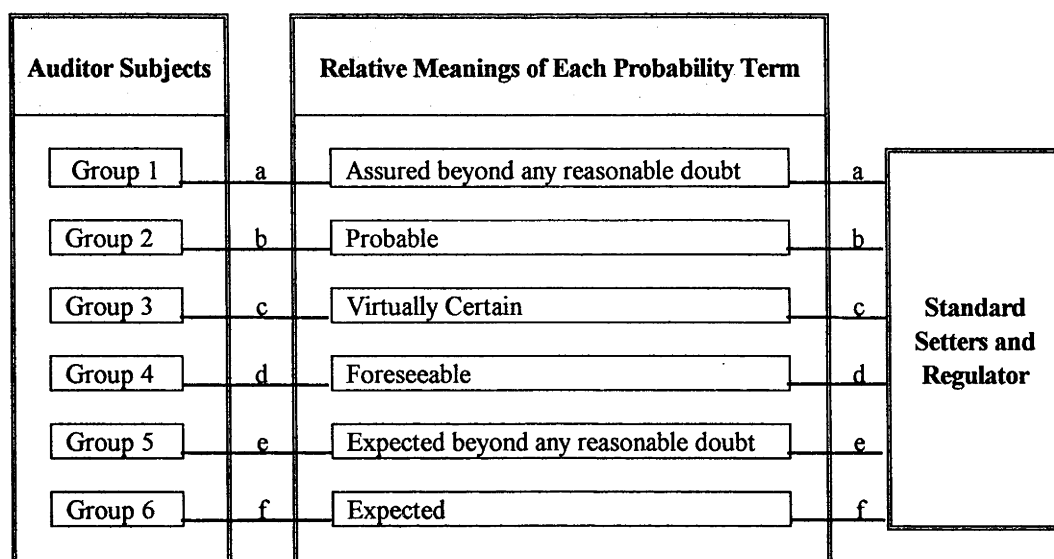 Auditor Subjects
Relative Meanings of Each Probability Term
Group 1 a Assured beyond any reasonable doubt a
Group 2 b Probable b
Group 3 c Virtually Certain c
Group 4 d Foreseeable d
Group 5 e Expected beyond any reasonable doubt e
Group 6 f Expected f
Standard
Setters and
Regulator